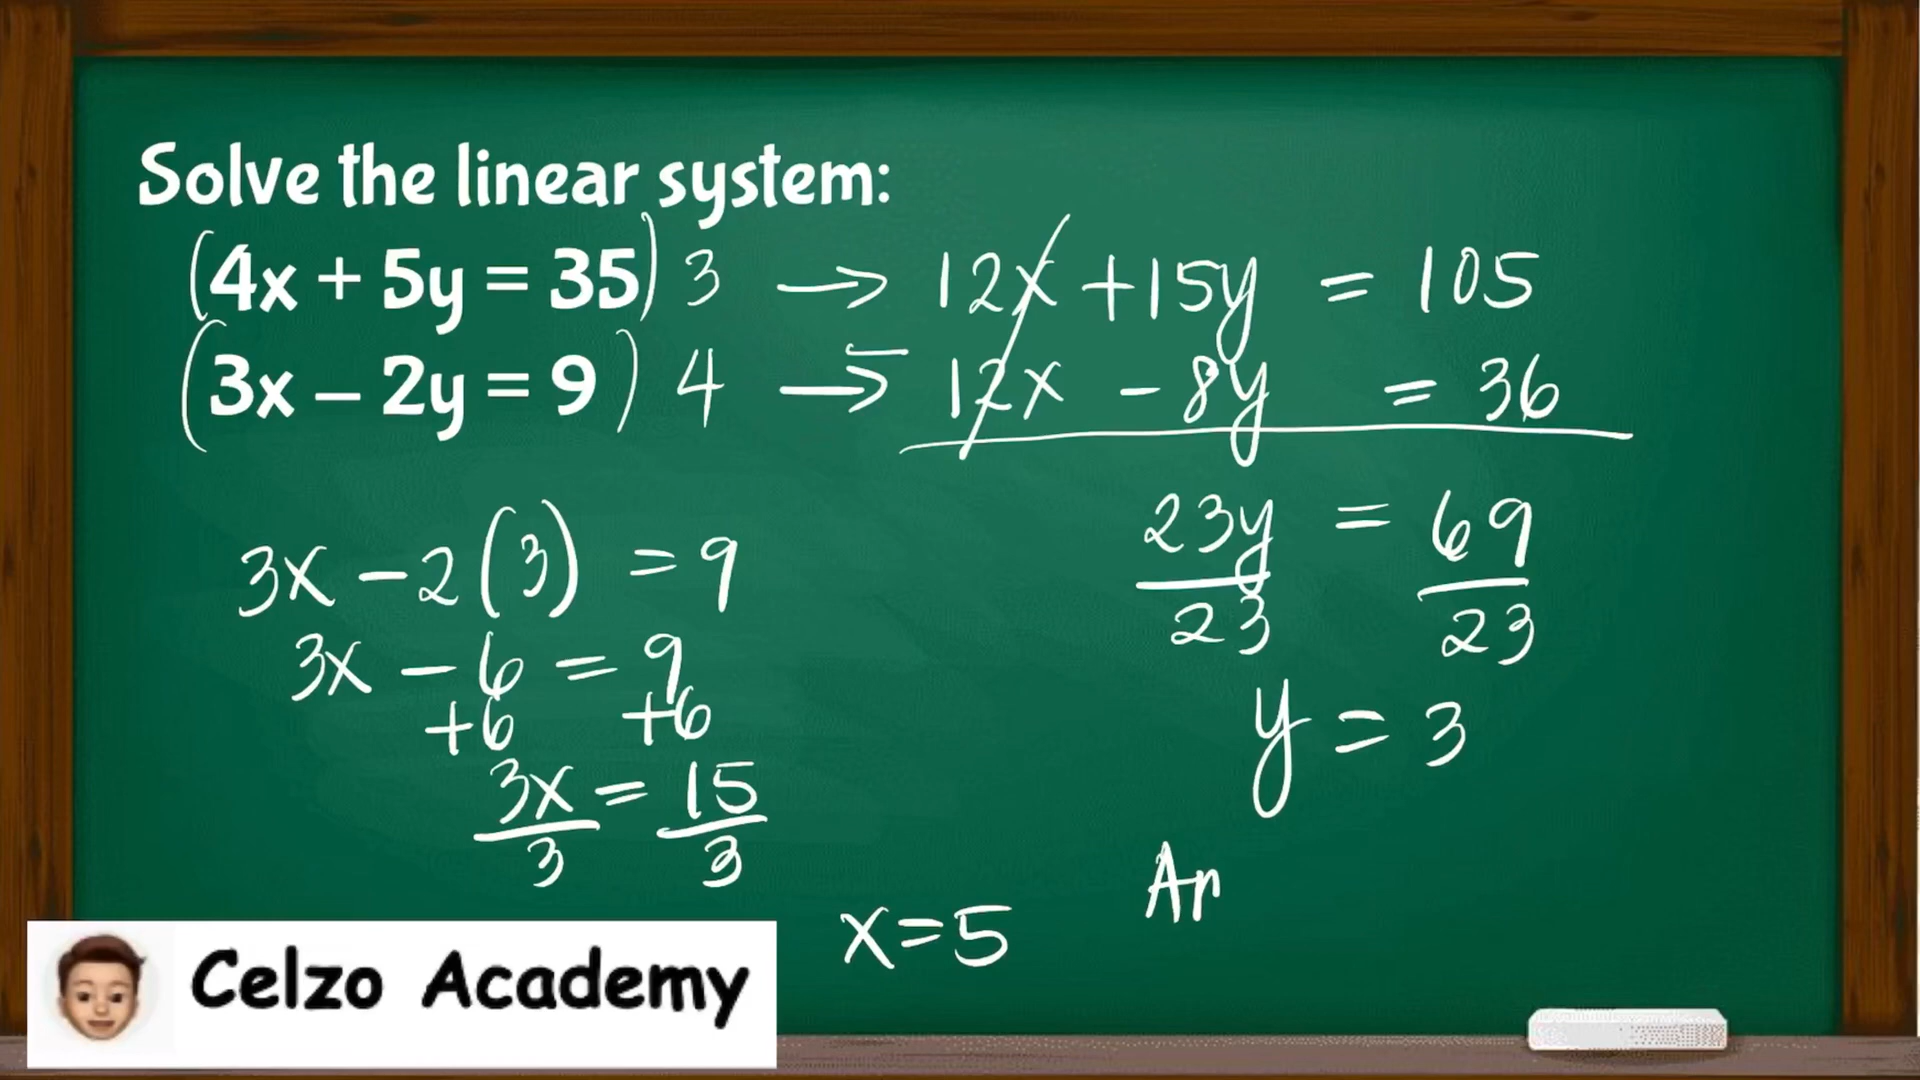 Solve the linear system:
(4x + 5y = 35) 3 → 12x + 15y = 105
(3x – 2y = 9) 4 → – 12x - 8y = 36
23y = 69
23 23
y = 3
3x - 2(3) = 9
3x - 6 = 9
+6 +6
3x = 15
3 3
x = 5
An
Celzo Academy